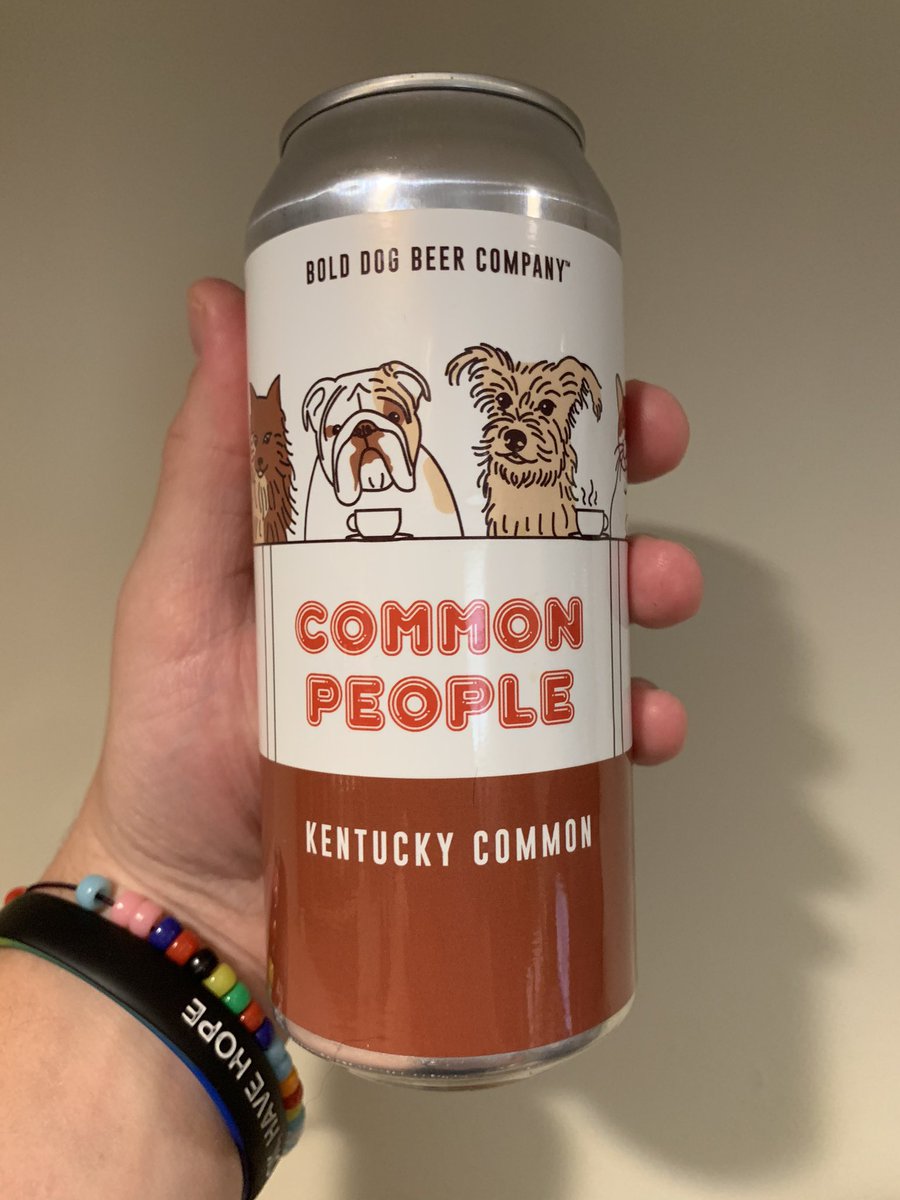 BOLD DOG BEER COMPANY™
COMMON
PEOPLE
KENTUCKY COMMON
HAVE HOPE